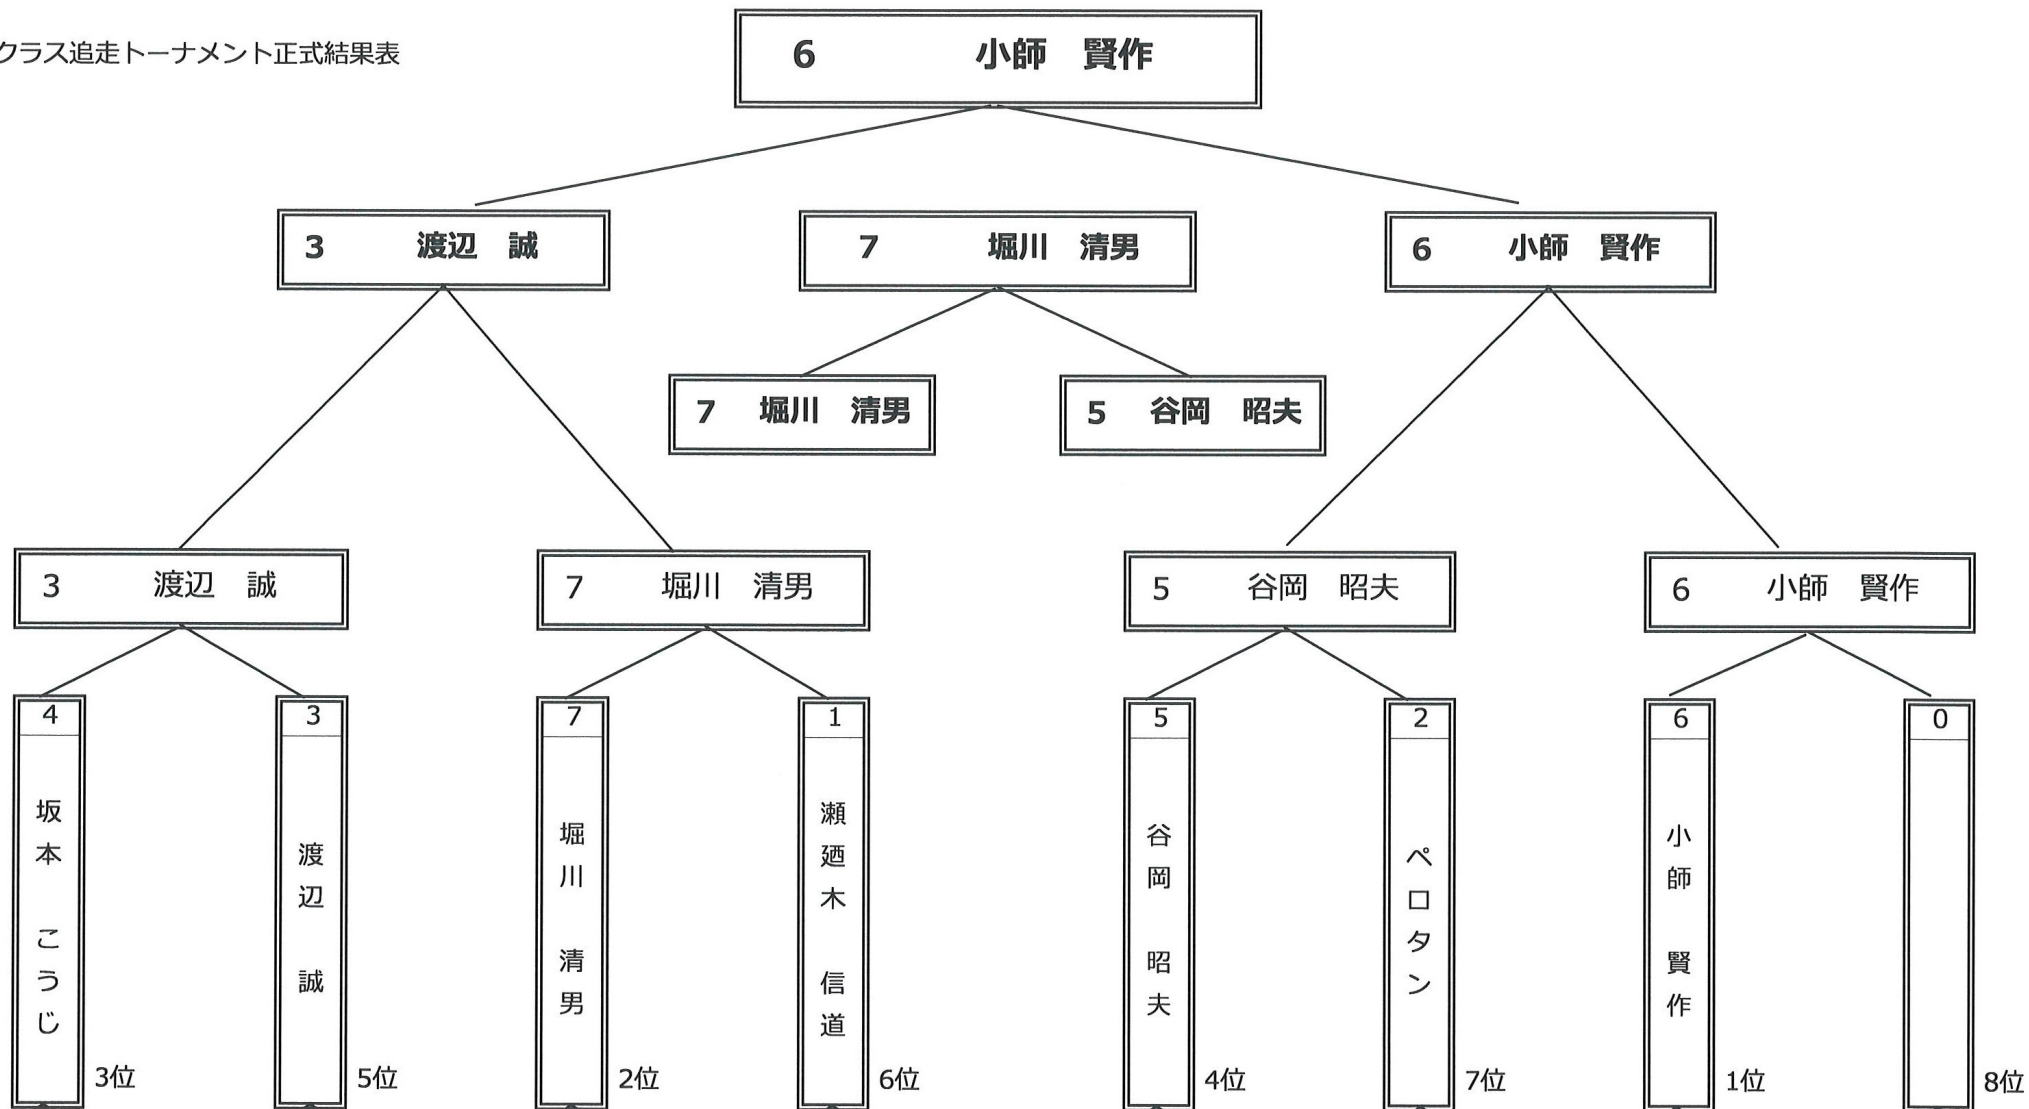 クラス追走トーナメント正式結果表
6 小師 賢作
3 渡辺 誠
7 堀川 清男
6 小師 賢作
7 堀川 清男
5 谷岡 昭夫
3 渡辺 誠
7 堀川 清男
5 谷岡 昭夫
6 小師 賢作
4
坂本 こうじ
3位
3
渡辺 誠
5位
7
堀川 清男
2位
1
瀬廼木 信道
6位
5
谷岡 昭夫
4位
2
ペロタン
7位
6
小師 賢作
1位
0
8位